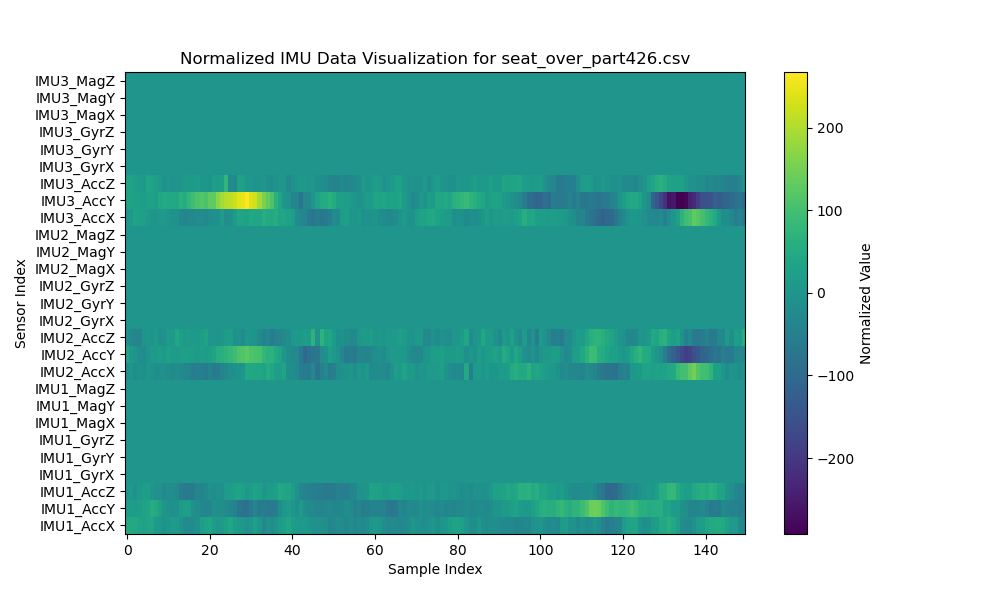 Normalized IMU Data Visualization for seat_over_part426.csv
Sensor Index
IMU3_MagZ
IMU3_MagY
IMU3_MagX
IMU3_GyrZ
IMU3_GyrY
IMU3_GyrX
IMU3_AccZ
IMU3_AccY
IMU3_AccX
IMU2_MagZ
IMU2_MagY
IMU2_MagX
IMU2_GyrZ
IMU2_GyrY
IMU2_GyrX
IMU2_AccZ
IMU2_AccY
IMU2_AccX
IMU1_MagZ
IMU1_MagY
IMU1_MagX
IMU1_GyrZ
IMU1_GyrY
IMU1_GyrX
IMU1_AccZ
IMU1_AccY
IMU1_AccX
0 20 40 60 80 100 120 140
Sample Index
200
100
0
−100
−200
Normalized Value